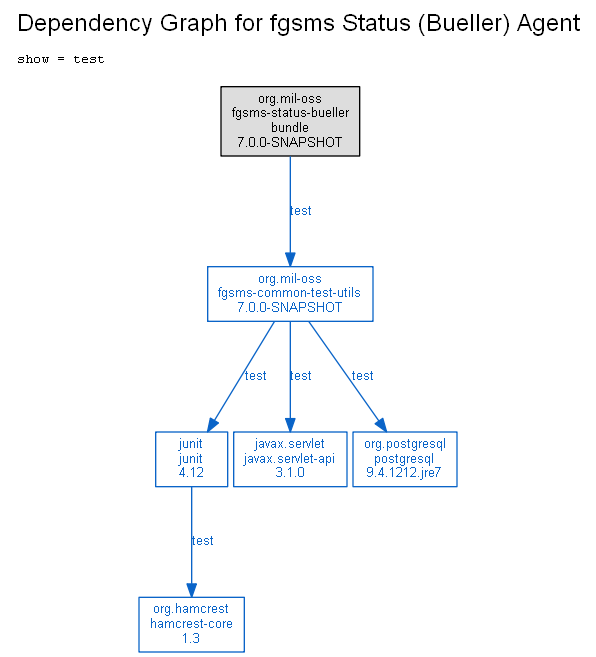 Dependency Graph for fgsms Status (Bueller) Agent
show = test
org.mil-oss
fgsms-status-bueller
bundle
7.0.0-SNAPSHOT
test
org.mil-oss
fgsms-common-test-utils
7.0.0-SNAPSHOT
test
test
test
junit
junit
4.12
javax.servlet
javax.servlet-api
3.1.0
org.postgresql
postgresql
9.4.1212.jre7
test
org.hamcrest
hamcrest-core
1.3